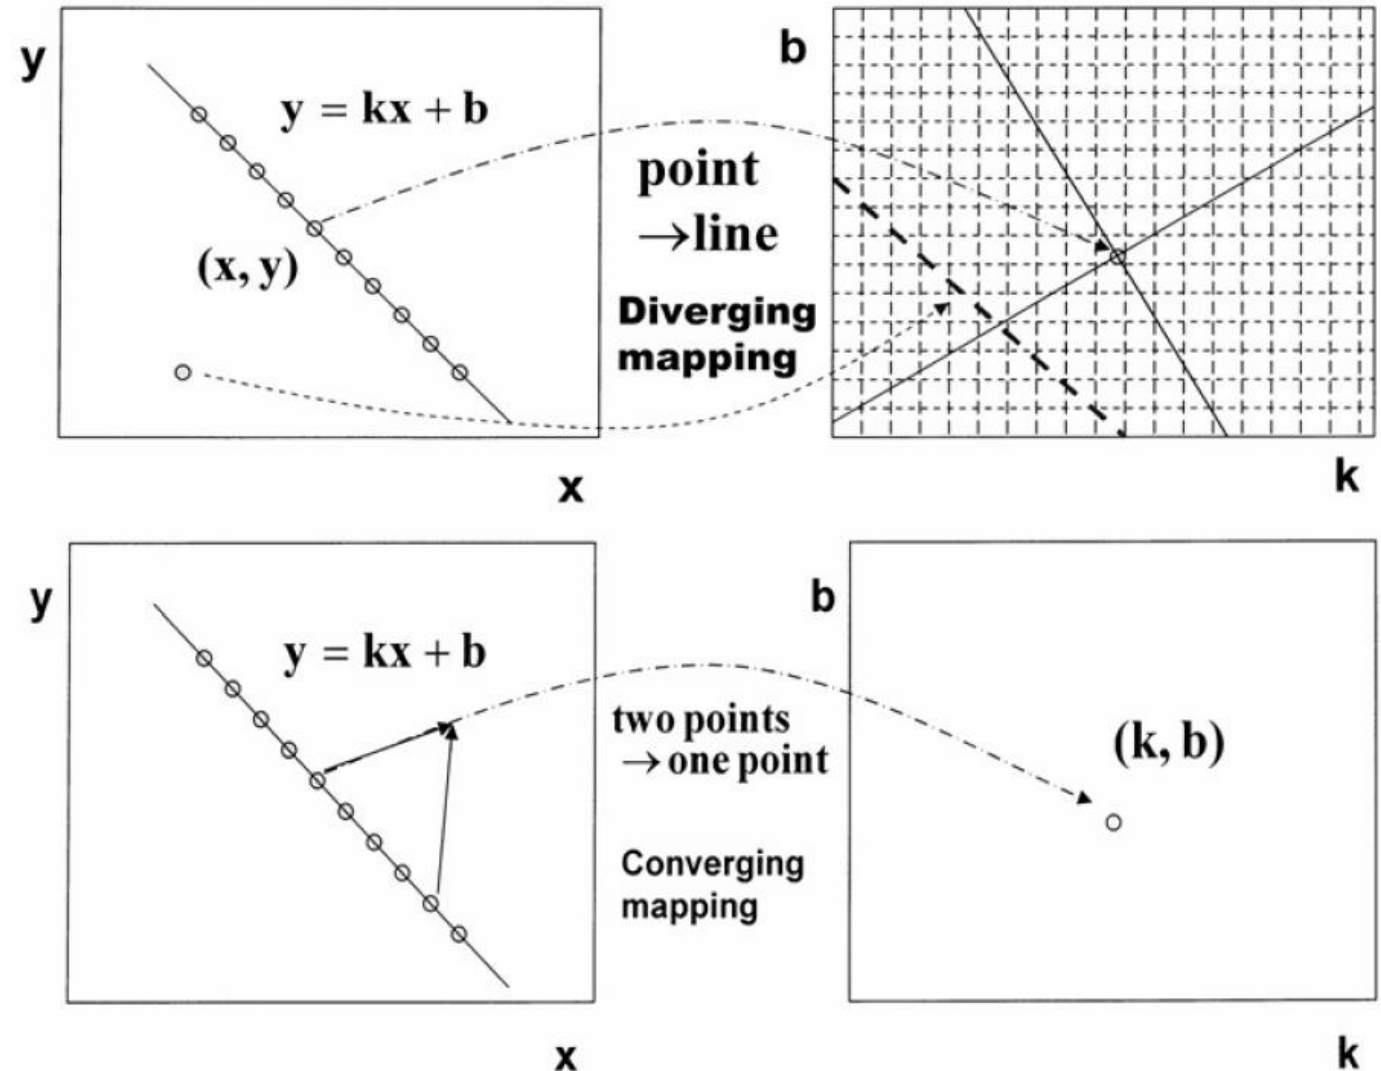 y
y = kx + b
(x, y)
x
point
→line
Diverging
mapping
b
k
y
y = kx + b
x
two points
→ one point
Converging
mapping
b
(k, b)
k